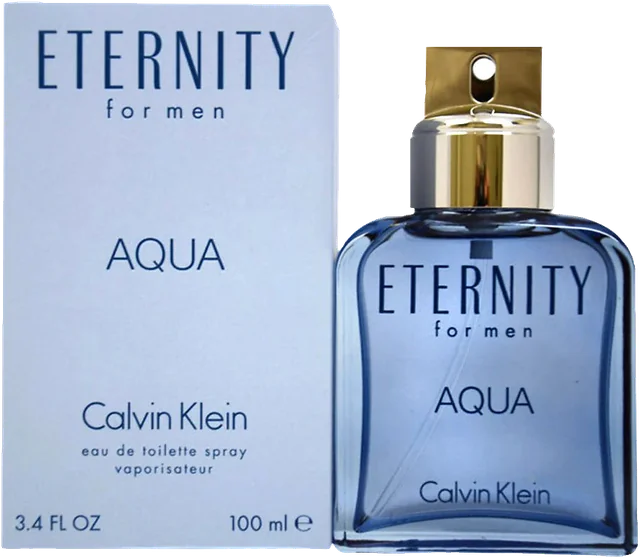 ETERNITY
for men
AQUA
Calvin Klein
eau de toilette spray
vaporisateur
3.4 FL OZ 100 ml ℮
ETERNITY
for men
AQUA
Calvin Klein